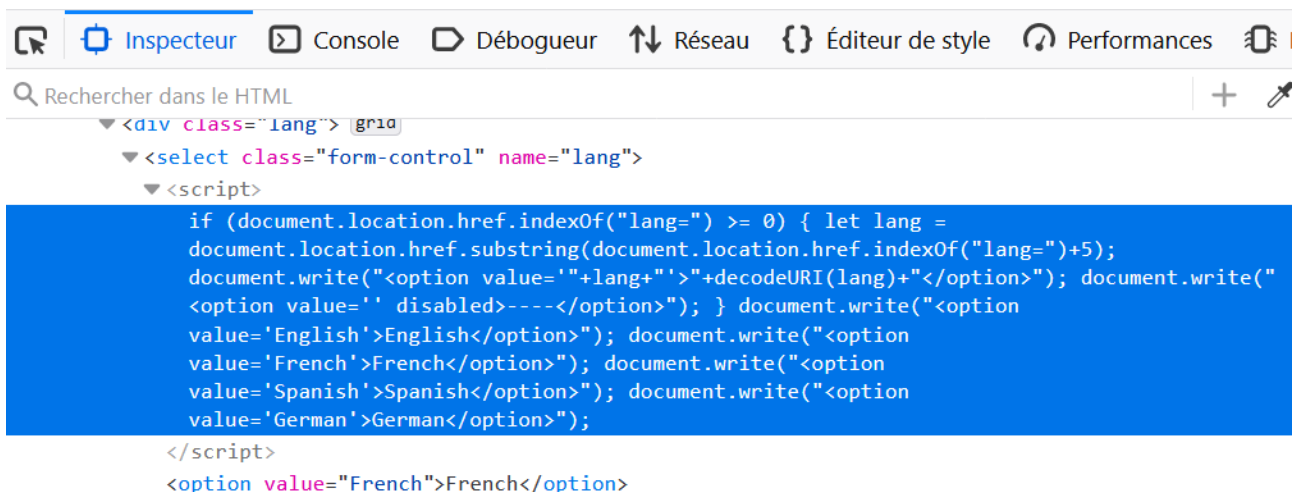 Inspecteur Console Débogueur Réseau {} Éditeur de style Performances
Rechercher dans le HTML
<div class="lang"> grid
<select class="form-control" name="lang">
<script>
if (document.location.href.indexOf("lang=") >= 0) { let lang =
document.location.href.substring(document.location.href.indexOf("lang=")+5);
document.write("<option value='"+lang+"'>"+decodeURI(lang)+"</option>"); document.write("
<option value='' disabled>----</option>"); } document.write("<option
value='English'>English</option>"); document.write("<option
value='French'>French</option>"); document.write("<option
value='Spanish'>Spanish</option>"); document.write("<option
value='German'>German</option>");
</script>
<option value="French">French</option>